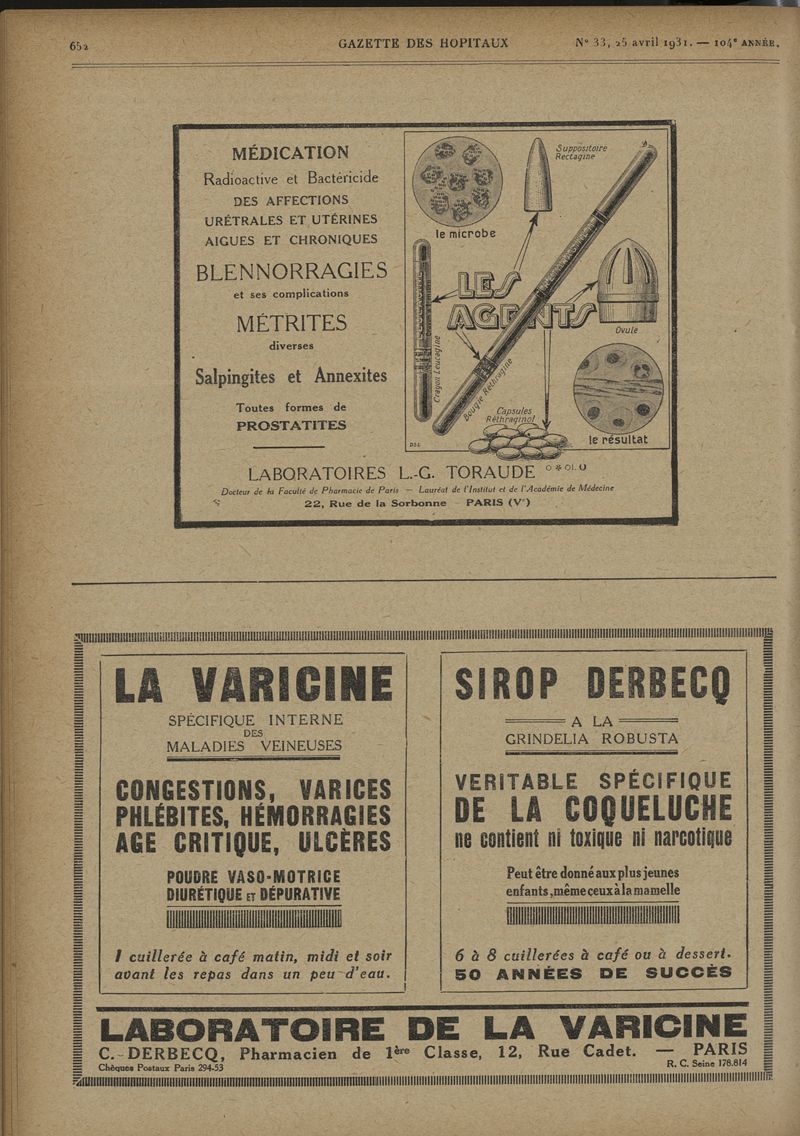 652
GAZETTE DES HOPITAUX
N° 33, 25 avril 1931. — 104e ANNÉE.
MÉDICATION
Radioactive et Bactéricide
DES AFFECTIONS
URÉTRALES ET UTÉRINES
AIGUES ET CHRONIQUES
BLENNORRAGIES
et ses complications
MÉTRITES
diverses
Salpingites et Annexites
Toutes formes de
PROSTATITES
Suppositoire
Rectagine
le microbe
LES
AGENTS
Ovule
Crayon Leucagine
Bougie Réthragine
Capsules
Réthraginol
le résultat
LABORATOIRES L.-G. TORAUDE
Docteur de la Faculté de Pharmacie de Paris — Lauréat de l'Institut et de l'Académie de Médecine
22, Rue de la Sorbonne - PARIS (Ve)
LA VARICINE
SPÉCIFIQUE INTERNE
DES
MALADIES VEINEUSES
CONGESTIONS, VARICES
PHLÉBITES, HÉMORRAGIES
AGE CRITIQUE, ULCÈRES
POUDRE VASO-MOTRICE
DIURÉTIQUE ET DÉPURATIVE
1 cuillerée à café matin, midi et soir
avant les repas dans un peu d'eau.
SIROP DERBECQ
A LA
GRINDELIA ROBUSTA
VERITABLE SPÉCIFIQUE
DE LA COQUELUCHE
ne contient ni toxique ni narcotique
Peut être donné aux plus jeunes
enfants, même ceux à la mamelle
6 à 8 cuillerées à café ou à dessert.
50 ANNÉES DE SUCCÈS
LABORATOIRE DE LA VARICINE
C. DERBECQ, Pharmacien de 1ère Classe, 12, Rue Cadet. — PARIS
Chèques Postaux Paris 294-53
R. C. Seine 178.814